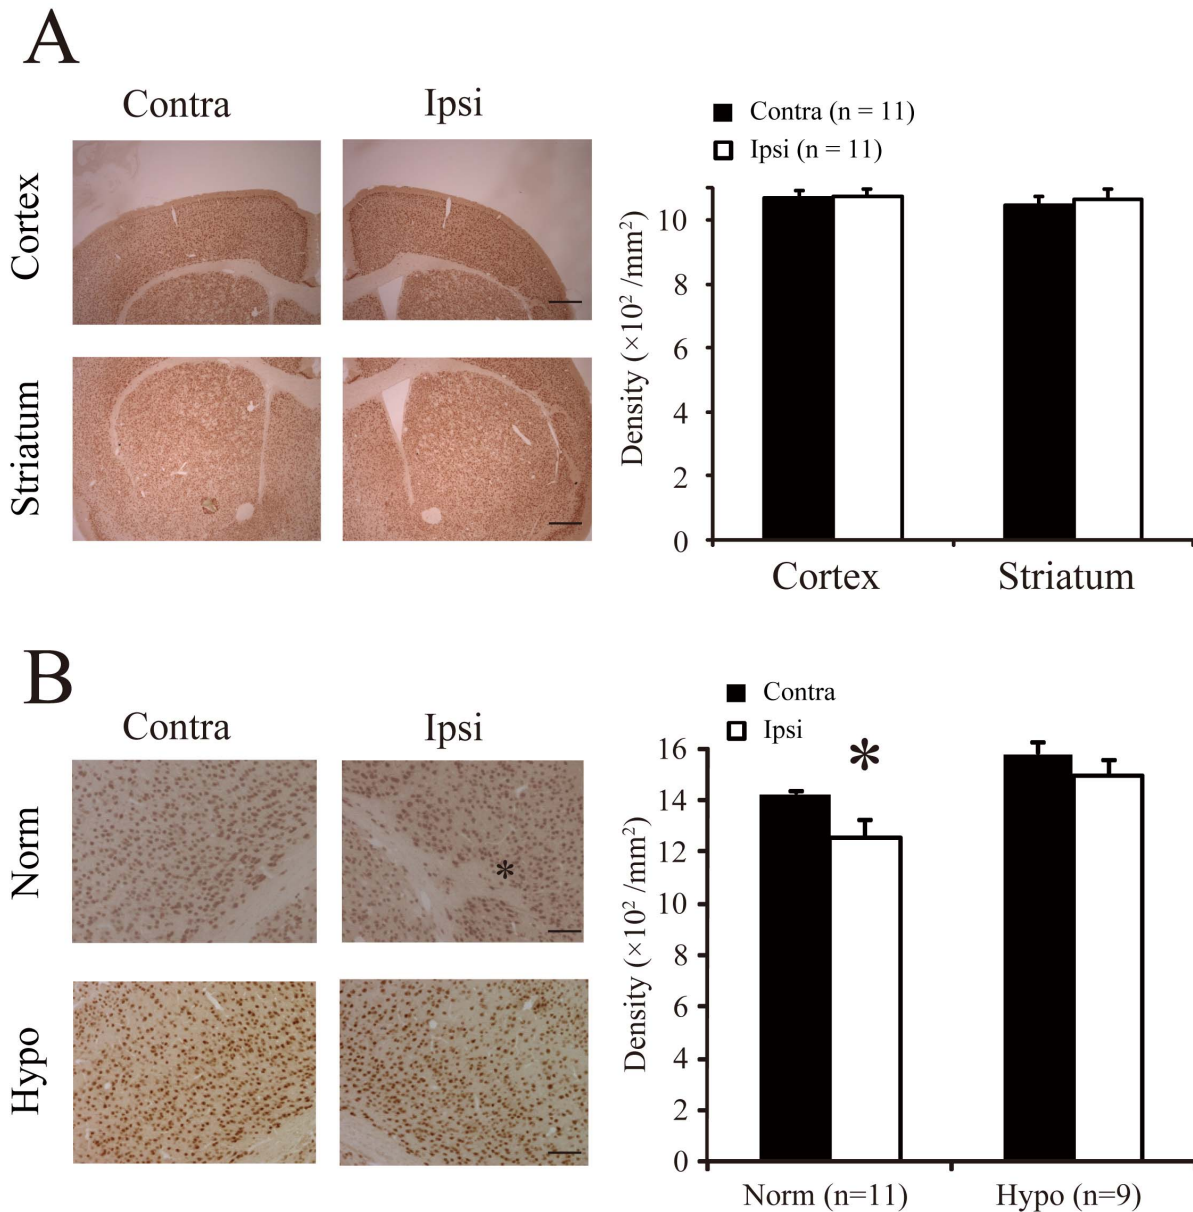 A
Contra
Ipsi
Cortex
Striatum
Contra (n = 11)
Ipsi (n = 11)
Density (×10² /mm²)
10
8
6
4
2
0
Cortex
Striatum
B
Contra
Ipsi
Norm
*
Hypo
Contra
Ipsi
*
Density (×10² /mm²)
16
14
12
10
8
6
4
2
0
Norm (n=11)
Hypo (n=9)